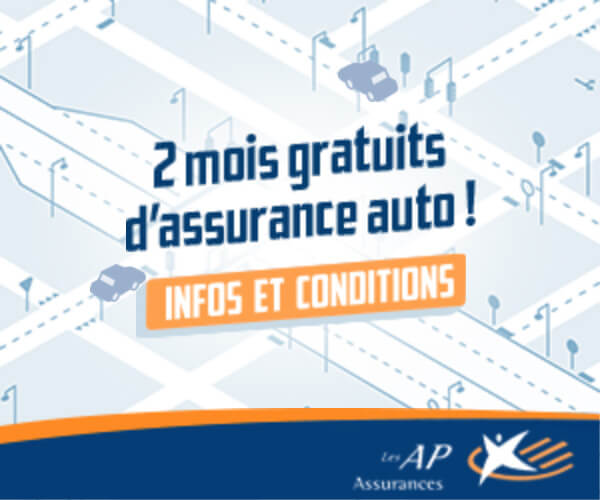 2 mois gratuits
d'assurance auto !
INFOS ET CONDITIONS
Les AP
Assurances